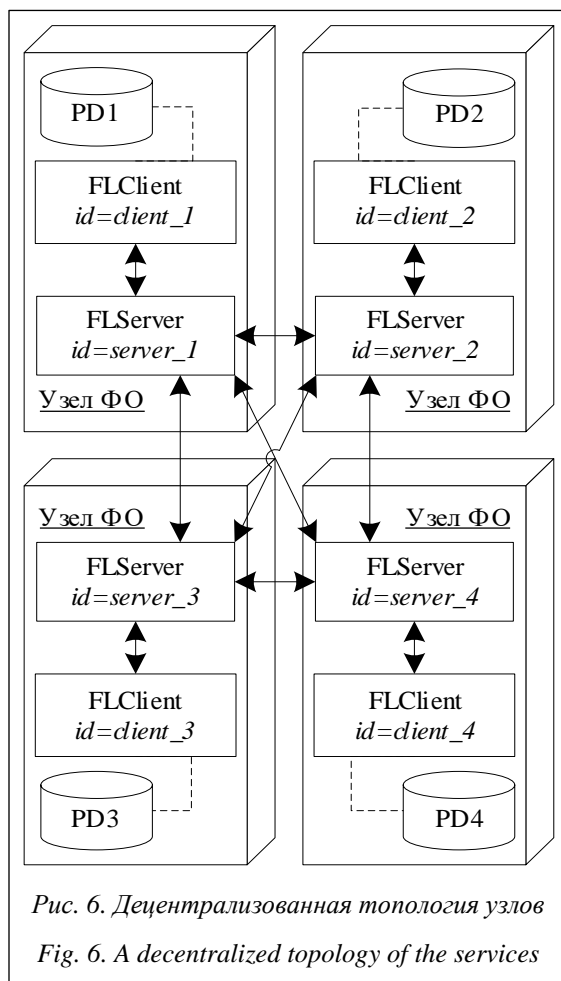 PD1
FLClient
id=client_1
FLServer
id=server_1
Узел ФО
PD2
FLClient
id=client_2
FLServer
id=server_2
Узел ФО
Узел ФО
FLServer
id=server_3
FLClient
id=client_3
PD3
Узел ФО
FLServer
id=server_4
FLClient
id=client_4
PD4
Рис. 6. Децентрализованная топология узлов
Fig. 6. A decentralized topology of the services